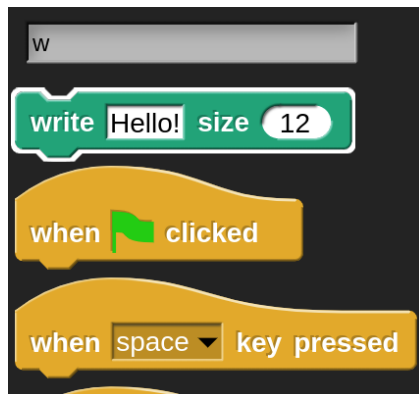 w
write Hello! size 12
when clicked
when space key pressed